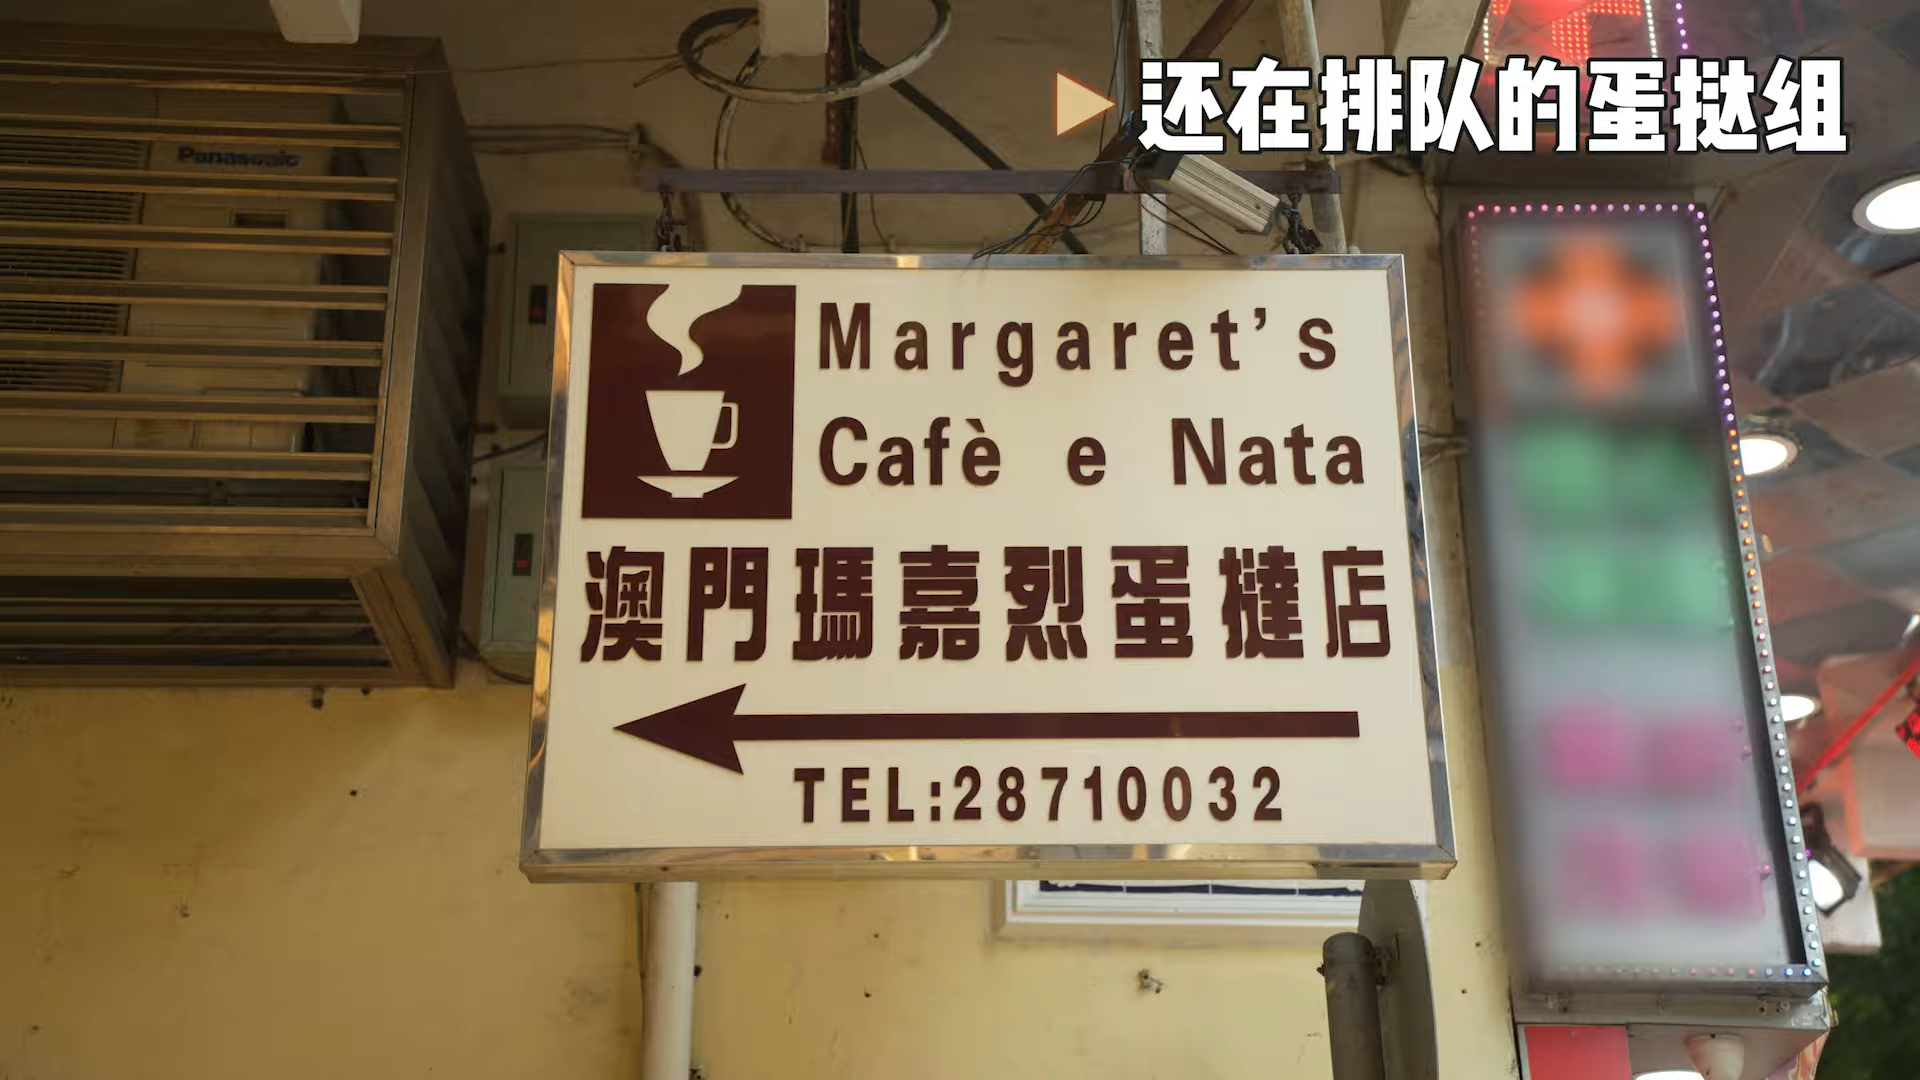 还在排队的蛋挞组
Panasonic
Margaret's
Cafè e Nata
澳門瑪嘉烈蛋撻店
TEL:28710032